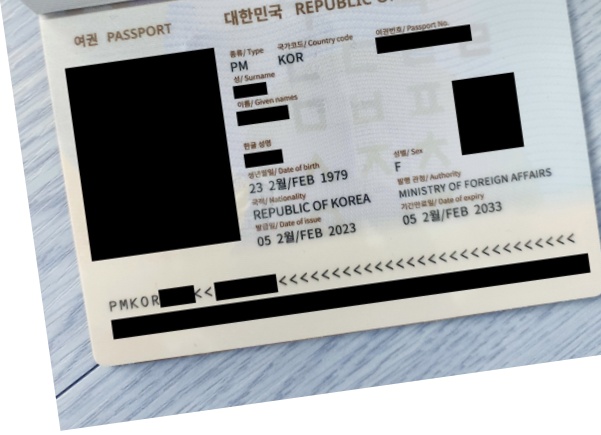 여권 PASSPORT
대한민국 REPUBLIC O
종류/ Type 국가코드/ Country code 여권번호/ Passport No.
PM KOR
성/ Surname
이름/ Given names
한글 성명
생년월일/ Date of birth 성별/ Sex
23 2월/FEB 1979 F
국적/ Nationality 발행 관청/ Authority
REPUBLIC OF KOREA MINISTRY OF FOREIGN AFFAIRS
발급일/ Date of issue 기간만료일/ Date of expiry
05 2월/FEB 2023 05 2월/FEB 2033
PMKOR <<  <<<<<<<<<<<<<<<<<<<<<<<<<<<<<<